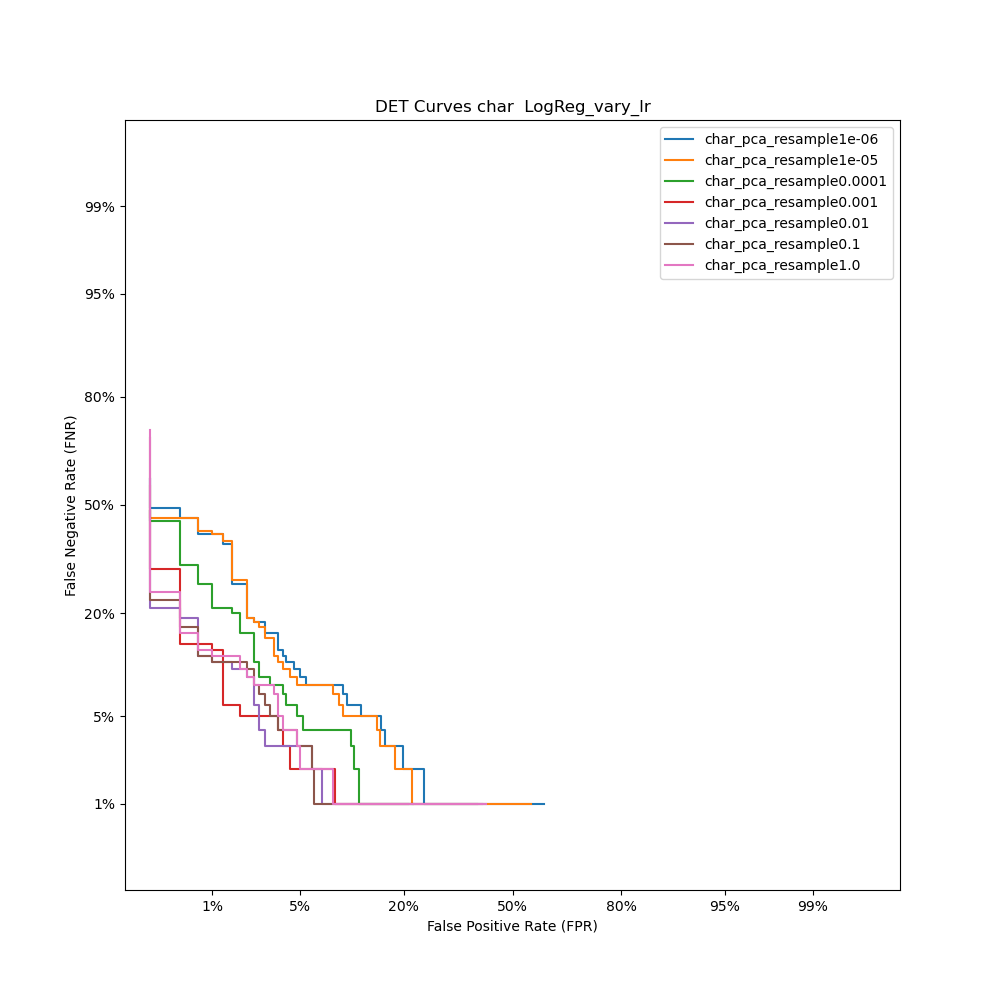 DET Curves char  LogReg_vary_lr
char_pca_resample1e-06
char_pca_resample1e-05
char_pca_resample0.0001
char_pca_resample0.001
char_pca_resample0.01
char_pca_resample0.1
char_pca_resample1.0
99%
95%
80%
50%
20%
5%
1%
False Negative Rate (FNR)
1% 5% 20% 50% 80% 95% 99%
False Positive Rate (FPR)